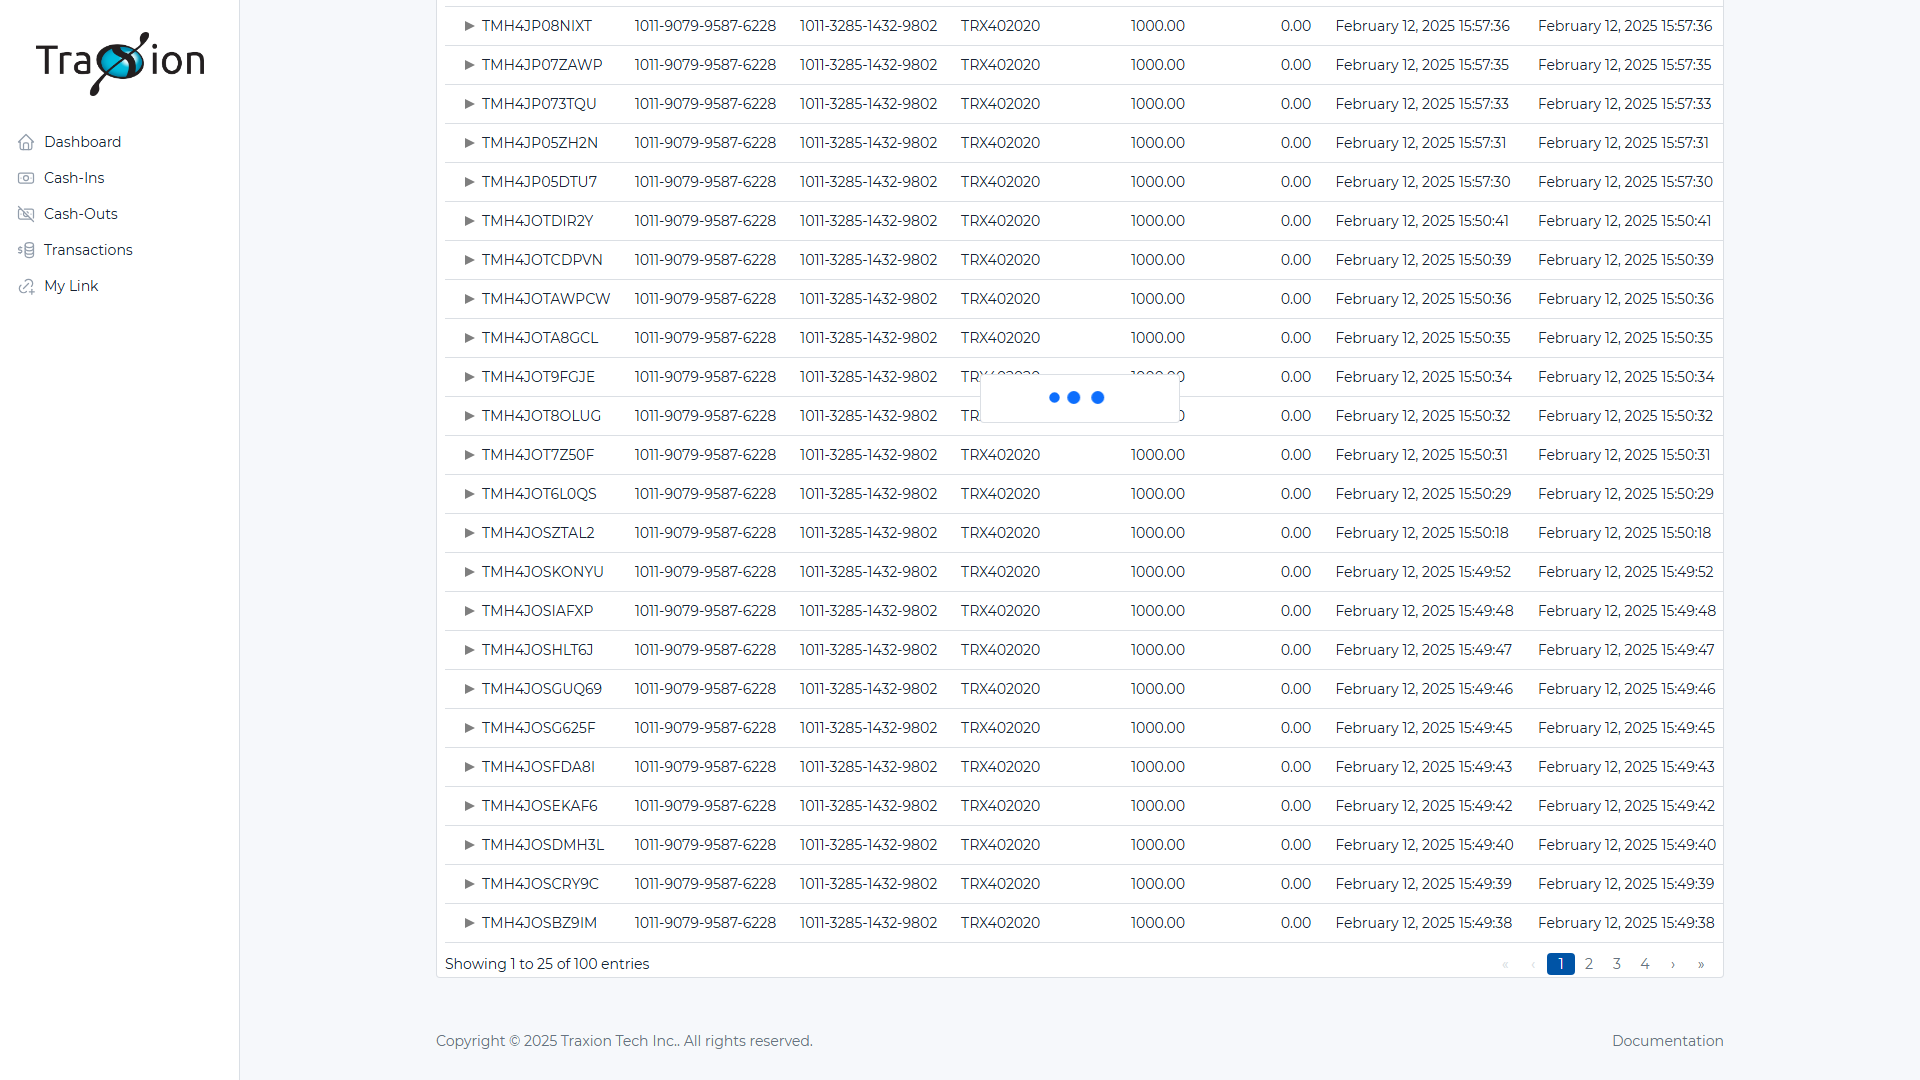 Traxion
Dashboard
Cash-Ins
Cash-Outs
Transactions
My Link
TMH4JP08NIXT 1011-9079-9587-6228 1011-3285-1432-9802 TRX402020 1000.00 0.00 February 12, 2025 15:57:36 February 12, 2025 15:57:36
TMH4JP07ZAWP 1011-9079-9587-6228 1011-3285-1432-9802 TRX402020 1000.00 0.00 February 12, 2025 15:57:35 February 12, 2025 15:57:35
TMH4JP073TQU 1011-9079-9587-6228 1011-3285-1432-9802 TRX402020 1000.00 0.00 February 12, 2025 15:57:33 February 12, 2025 15:57:33
TMH4JP05ZH2N 1011-9079-9587-6228 1011-3285-1432-9802 TRX402020 1000.00 0.00 February 12, 2025 15:57:31 February 12, 2025 15:57:31
TMH4JP05DTU7 1011-9079-9587-6228 1011-3285-1432-9802 TRX402020 1000.00 0.00 February 12, 2025 15:57:30 February 12, 2025 15:57:30
TMH4JOTDIR2Y 1011-9079-9587-6228 1011-3285-1432-9802 TRX402020 1000.00 0.00 February 12, 2025 15:50:41 February 12, 2025 15:50:41
TMH4JOTCDPVN 1011-9079-9587-6228 1011-3285-1432-9802 TRX402020 1000.00 0.00 February 12, 2025 15:50:39 February 12, 2025 15:50:39
TMH4JOTAWPCW 1011-9079-9587-6228 1011-3285-1432-9802 TRX402020 1000.00 0.00 February 12, 2025 15:50:36 February 12, 2025 15:50:36
TMH4JOTA8GCL 1011-9079-9587-6228 1011-3285-1432-9802 TRX402020 1000.00 0.00 February 12, 2025 15:50:35 February 12, 2025 15:50:35
TMH4JOT9FGJE 1011-9079-9587-6228 1011-3285-1432-9802 TRX402020 1000.00 0.00 February 12, 2025 15:50:34 February 12, 2025 15:50:34
TMH4JOT8OLUG 1011-9079-9587-6228 1011-3285-1432-9802 0.00 February 12, 2025 15:50:32 February 12, 2025 15:50:32
TMH4JOT7Z50F 1011-9079-9587-6228 1011-3285-1432-9802 TRX402020 1000.00 0.00 February 12, 2025 15:50:31 February 12, 2025 15:50:31
TMH4JOT6L0QS 1011-9079-9587-6228 1011-3285-1432-9802 TRX402020 1000.00 0.00 February 12, 2025 15:50:29 February 12, 2025 15:50:29
TMH4JOSZTAL2 1011-9079-9587-6228 1011-3285-1432-9802 TRX402020 1000.00 0.00 February 12, 2025 15:50:18 February 12, 2025 15:50:18
TMH4JOSKONYU 1011-9079-9587-6228 1011-3285-1432-9802 TRX402020 1000.00 0.00 February 12, 2025 15:49:52 February 12, 2025 15:49:52
TMH4JOSIAFXP 1011-9079-9587-6228 1011-3285-1432-9802 TRX402020 1000.00 0.00 February 12, 2025 15:49:48 February 12, 2025 15:49:48
TMH4JOSHLT6J 1011-9079-9587-6228 1011-3285-1432-9802 TRX402020 1000.00 0.00 February 12, 2025 15:49:47 February 12, 2025 15:49:47
TMH4JOSGUQ69 1011-9079-9587-6228 1011-3285-1432-9802 TRX402020 1000.00 0.00 February 12, 2025 15:49:46 February 12, 2025 15:49:46
TMH4JOSG625F 1011-9079-9587-6228 1011-3285-1432-9802 TRX402020 1000.00 0.00 February 12, 2025 15:49:45 February 12, 2025 15:49:45
TMH4JOSFDA8I 1011-9079-9587-6228 1011-3285-1432-9802 TRX402020 1000.00 0.00 February 12, 2025 15:49:43 February 12, 2025 15:49:43
TMH4JOSEKAF6 1011-9079-9587-6228 1011-3285-1432-9802 TRX402020 1000.00 0.00 February 12, 2025 15:49:42 February 12, 2025 15:49:42
TMH4JOSDMH3L 1011-9079-9587-6228 1011-3285-1432-9802 TRX402020 1000.00 0.00 February 12, 2025 15:49:40 February 12, 2025 15:49:40
TMH4JOSCRY9C 1011-9079-9587-6228 1011-3285-1432-9802 TRX402020 1000.00 0.00 February 12, 2025 15:49:39 February 12, 2025 15:49:39
TMH4JOSBZ9IM 1011-9079-9587-6228 1011-3285-1432-9802 TRX402020 1000.00 0.00 February 12, 2025 15:49:38 February 12, 2025 15:49:38
Showing 1 to 25 of 100 entries « ‹ 1 2 3 4 › »
Copyright © 2025 Traxion Tech Inc.. All rights reserved. Documentation